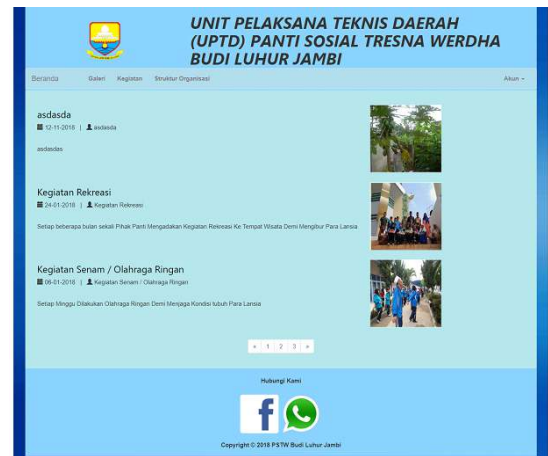 UNIT PELAKSANA TEKNIS DAERAH
(UPTD) PANTI SOSIAL TRESNA WERDHA
BUDI LUHUR JAMBI
Beranda Galeri Kegiatan Struktur Organisasi Akun
asdasda
12-11-2018 | asdasda
asdasdas
Kegiatan Rekreasi
24-01-2018 | Kegiatan Rekreasi
Setiap beberapa bulan sekali Pihak Panti Mengadakan Kegiatan Rekreasi Ke Tempat Wisata Demi Mengibur Para Lansia
Kegiatan Senam / Olahraga Ringan
09-01-2018 | Kegiatan Senam / Olahraga Ringan
Setiap Minggu Dilakukan Olahraga Ringan Demi Menjaga Kondisi tubuh Para Lansia
« 1 2 3 »
Hubungi Kami
f
Copyright © 2018 PSTW Budi Luhur Jambi